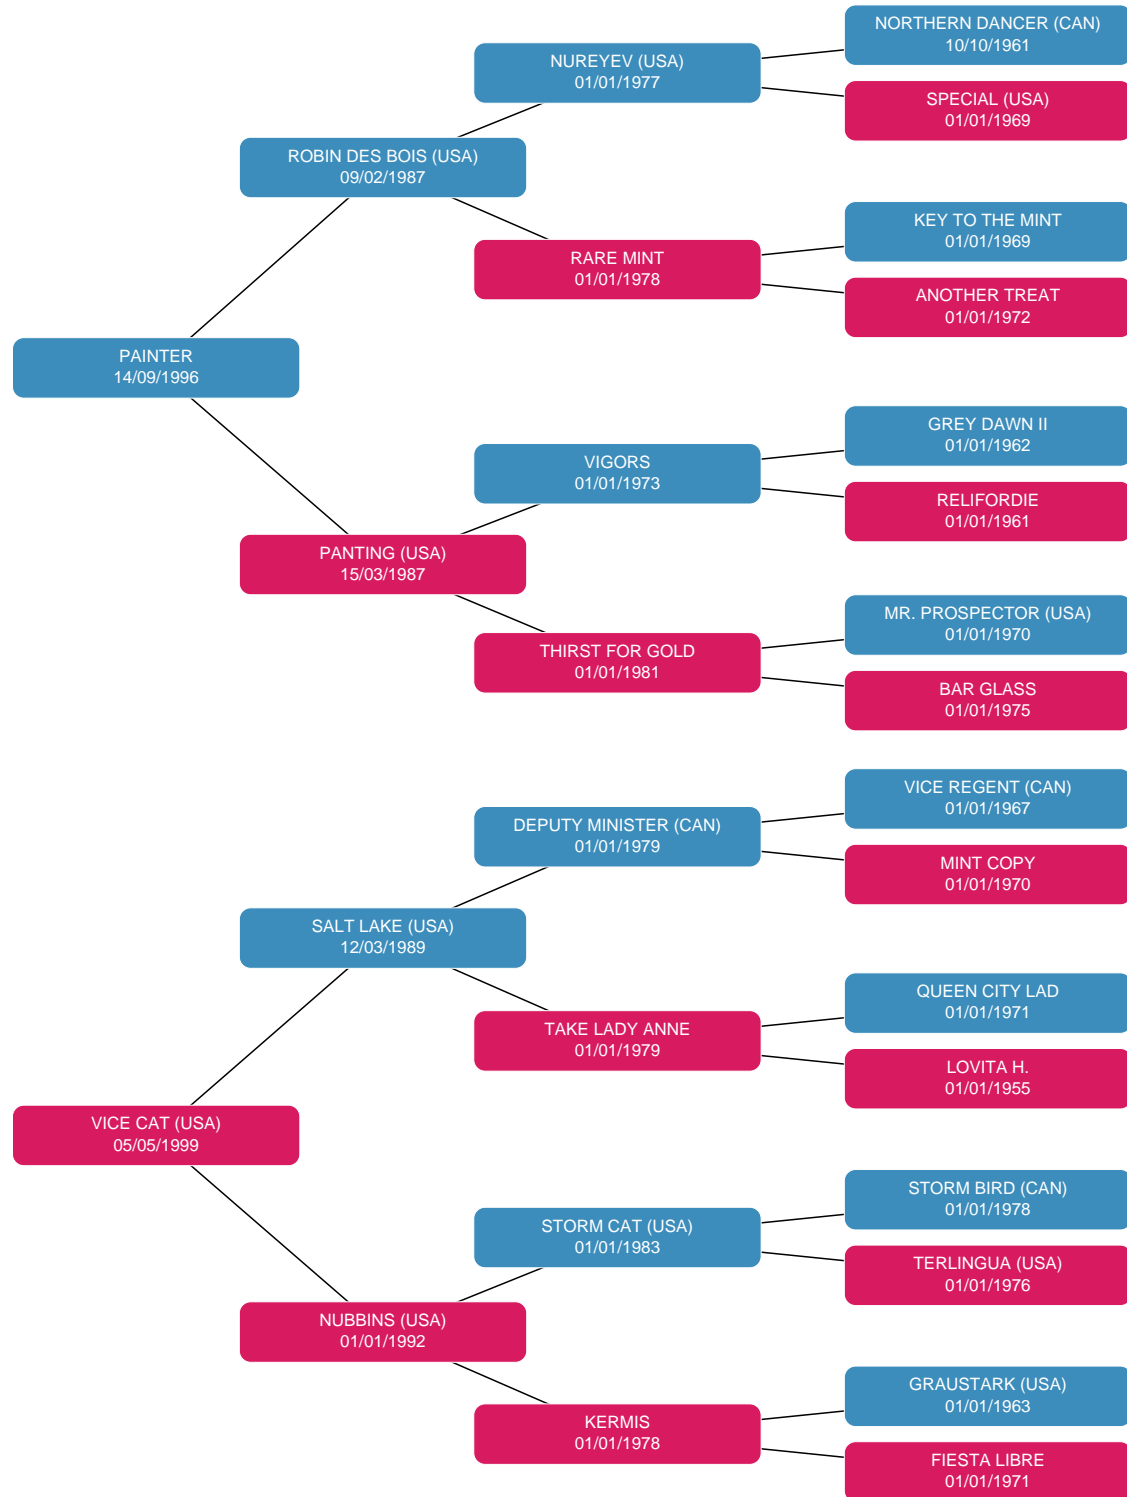 NORTHERN DANCER (CAN)
10/10/1961
NUREYEV (USA)
01/01/1977
SPECIAL (USA)
01/01/1969
ROBIN DES BOIS (USA)
09/02/1987
KEY TO THE MINT
01/01/1969
RARE MINT
01/01/1978
ANOTHER TREAT
01/01/1972
PAINTER
14/09/1996
GREY DAWN II
01/01/1962
VIGORS
01/01/1973
RELIFORDIE
01/01/1961
PANTING (USA)
15/03/1987
MR. PROSPECTOR (USA)
01/01/1970
THIRST FOR GOLD
01/01/1981
BAR GLASS
01/01/1975
VICE REGENT (CAN)
01/01/1967
DEPUTY MINISTER (CAN)
01/01/1979
MINT COPY
01/01/1970
SALT LAKE (USA)
12/03/1989
QUEEN CITY LAD
01/01/1971
TAKE LADY ANNE
01/01/1979
LOVITA H.
01/01/1955
VICE CAT (USA)
05/05/1999
STORM BIRD (CAN)
01/01/1978
STORM CAT (USA)
01/01/1983
TERLINGUA (USA)
01/01/1976
NUBBINS (USA)
01/01/1992
GRAUSTARK (USA)
01/01/1963
KERMIS
01/01/1978
FIESTA LIBRE
01/01/1971